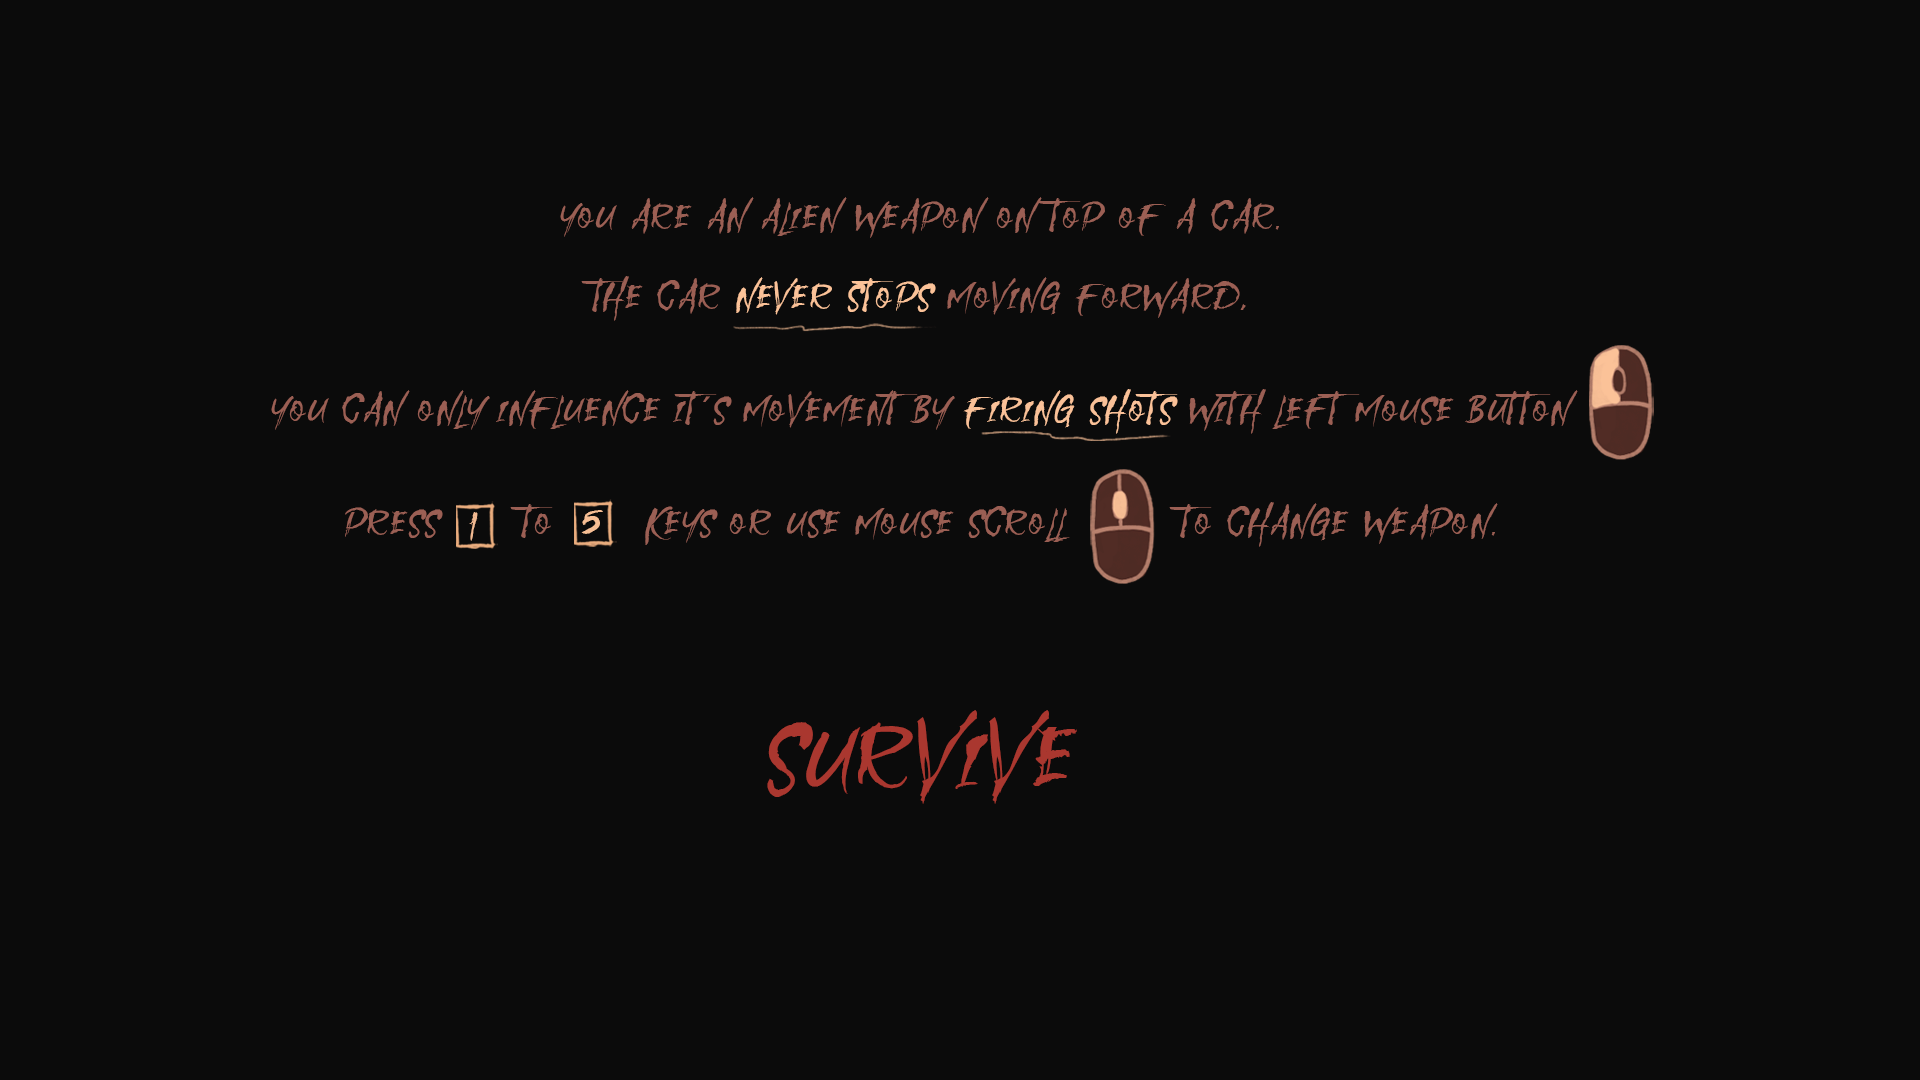 YOU ARE AN ALIEN WEAPON ON TOP OF A CAR.
THE CAR NEVER STOPS MOVING FORWARD.
YOU CAN ONLY INFLUENCE IT'S MOVEMENT BY FIRING SHOTS WITH LEFT MOUSE BUTTON
PRESS 1 TO 5 KEYS OR USE MOUSE SCROLL TO CHANGE WEAPON.
SURVIVE